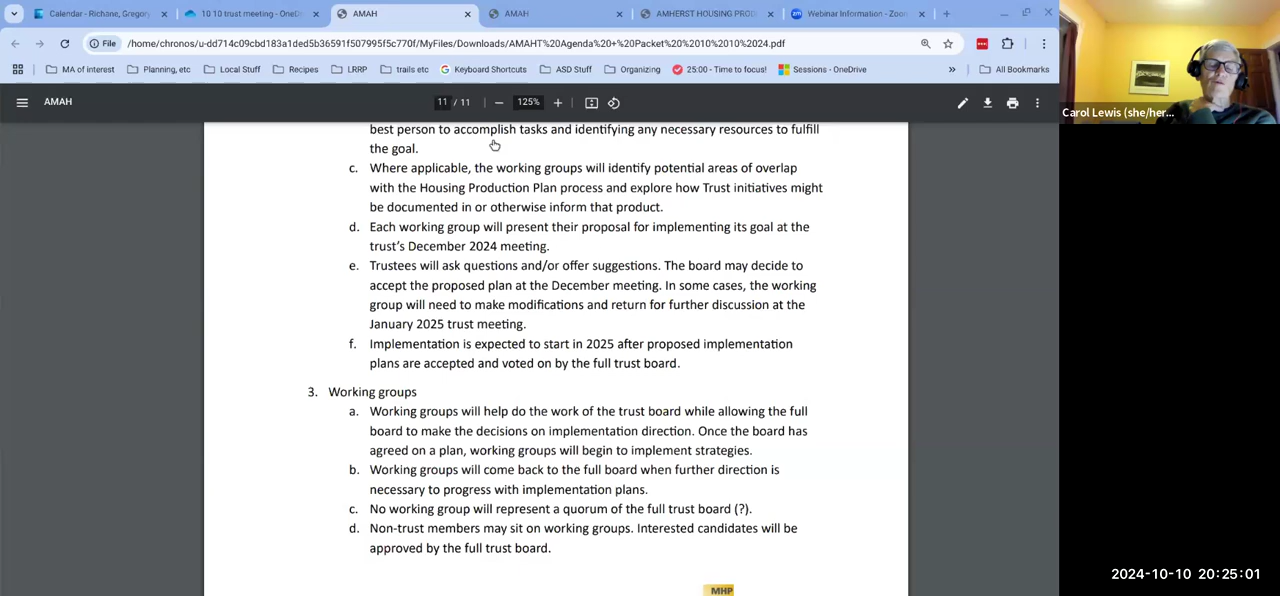 Calendar - Richane, Gregory
10 10 trust meeting - OneD
AMAH
AMAH
AMHERST HOUSING PROD
Webinar Information - Zoom
File
/home/chronos/u-dd714c09cbd183a1ded5b36591f507995f5c770f/MyFiles/Downloads/AMAHT%20Agenda%20+%20Packet%20%2010%2010%202024.pdf
MA of interest
Planning, etc
Local Stuff
Recipes
LRRP
trails etc
Keyboard Shortcuts
ASD Stuff
Organizing
25:00 - Time to focus!
Sessions - OneDrive
»
All Bookmarks
AMAH
11 / 11
125%
best person to accomplish tasks and identifying any necessary resources to fulfill
the goal.
c. Where applicable, the working groups will identify potential areas of overlap
with the Housing Production Plan process and explore how Trust initiatives might
be documented in or otherwise inform that product.
d. Each working group will present their proposal for implementing its goal at the
trust's December 2024 meeting.
e. Trustees will ask questions and/or offer suggestions. The board may decide to
accept the proposed plan at the December meeting. In some cases, the working
group will need to make modifications and return for further discussion at the
January 2025 trust meeting.
f. Implementation is expected to start in 2025 after proposed implementation
plans are accepted and voted on by the full trust board.
3. Working groups
a. Working groups will help do the work of the trust board while allowing the full
board to make the decisions on implementation direction. Once the board has
agreed on a plan, working groups will begin to implement strategies.
b. Working groups will come back to the full board when further direction is
necessary to progress with implementation plans.
c. No working group will represent a quorum of the full trust board (?).
d. Non-trust members may sit on working groups. Interested candidates will be
approved by the full trust board.
MHP
Carol Lewis (she/her...
2024-10-10 20:25:01